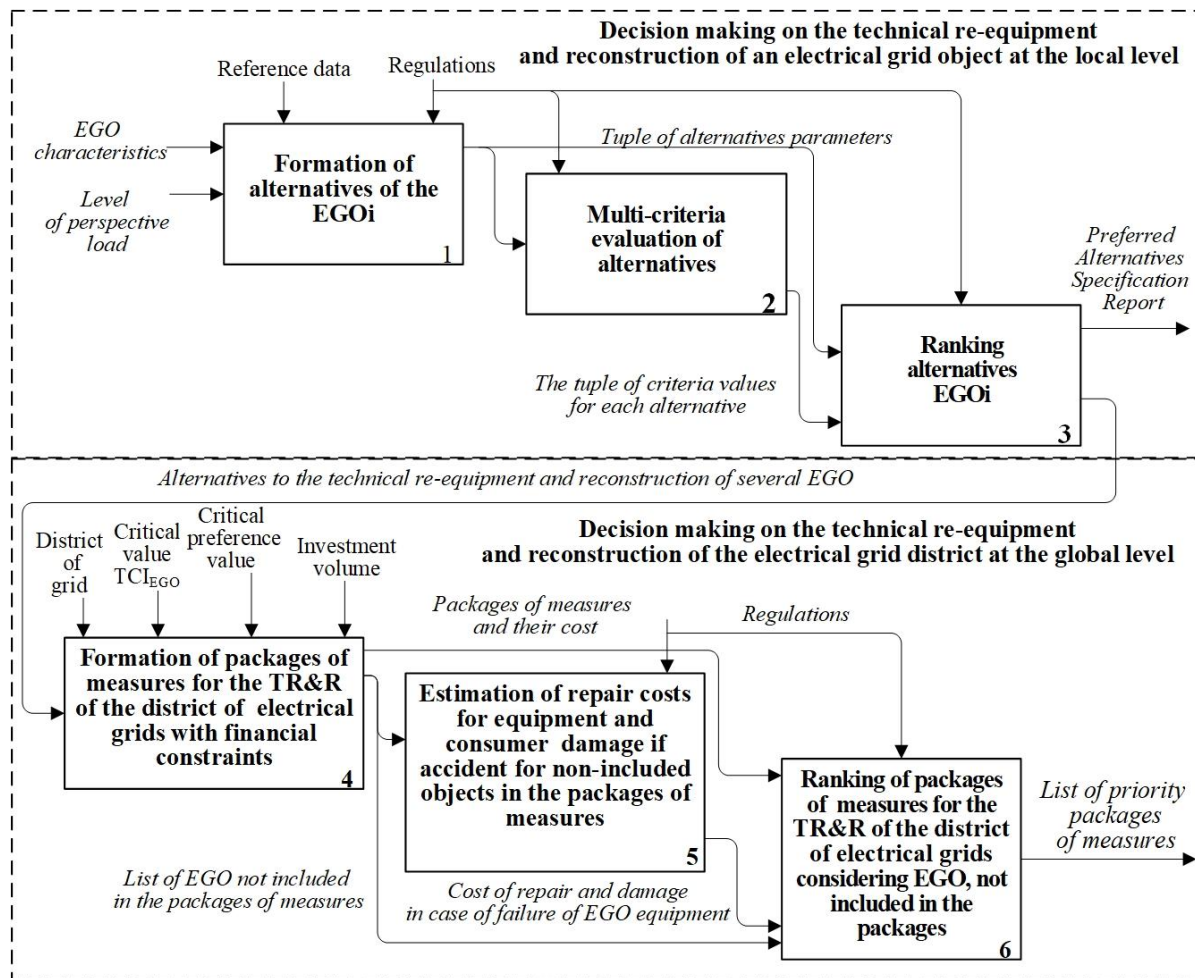 Decision making on the technical re-equipment
and reconstruction of an electrical grid object at the local level
Reference data
Regulations
EGO
characteristics
Level
of perspective
load
Formation of
alternatives of the
EGOi
1
Tuple of alternatives parameters
Multi-criteria
evaluation of
alternatives
2
Preferred
Alternatives
Specification
Report
Ranking
alternatives
EGOi
3
The tuple of criteria values
for each alternative
Alternatives to the technical re-equipment and reconstruction of several EGO
Decision making on the technical re-equipment
and reconstruction of the electrical grid district at the global level
District
of
grid
Critical
value
TCIEGO
Critical
preference
value
Investment
volume
Packages of measures
and their cost
Regulations
Formation of packages of
measures for the TR&R
of the district of electrical
grids with financial
constraints
4
Estimation of repair costs
for equipment and
consumer damage if
accident for non-included
objects in the packages of
measures
5
Ranking of packages
of measures for the
TR&R of the district
of electrical grids
considering EGO, not
included in the
packages
6
List of priority
packages
of measures
List of EGO not included
in the packages of measures
Cost of repair and damage
in case of failure of EGO equipment